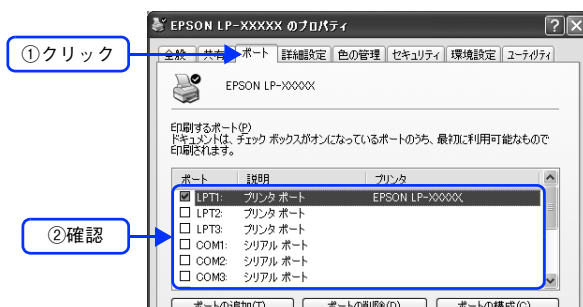 EPSON LP-XXXXX のプロパティ
①クリック
全般 共有 ポート 詳細設定 色の管理 セキュリティ 環境設定 ユーティリティ
EPSON LP-XXXXX
印刷するポート(P)
ドキュメントは、チェック ボックスがオンになっているポートのうち、最初に利用可能なもので
印刷されます。
ポート 説明 プリンタ
LPT1: プリンタ ポート EPSON LP-XXXXX
LPT2: プリンタ ポート
LPT3: プリンタ ポート
②確認
COM1: シリアル ポート
COM2: シリアル ポート
COM3: シリアル ポート
ポートの追加(T)... ポートの削除(D) ポートの構成(C)...